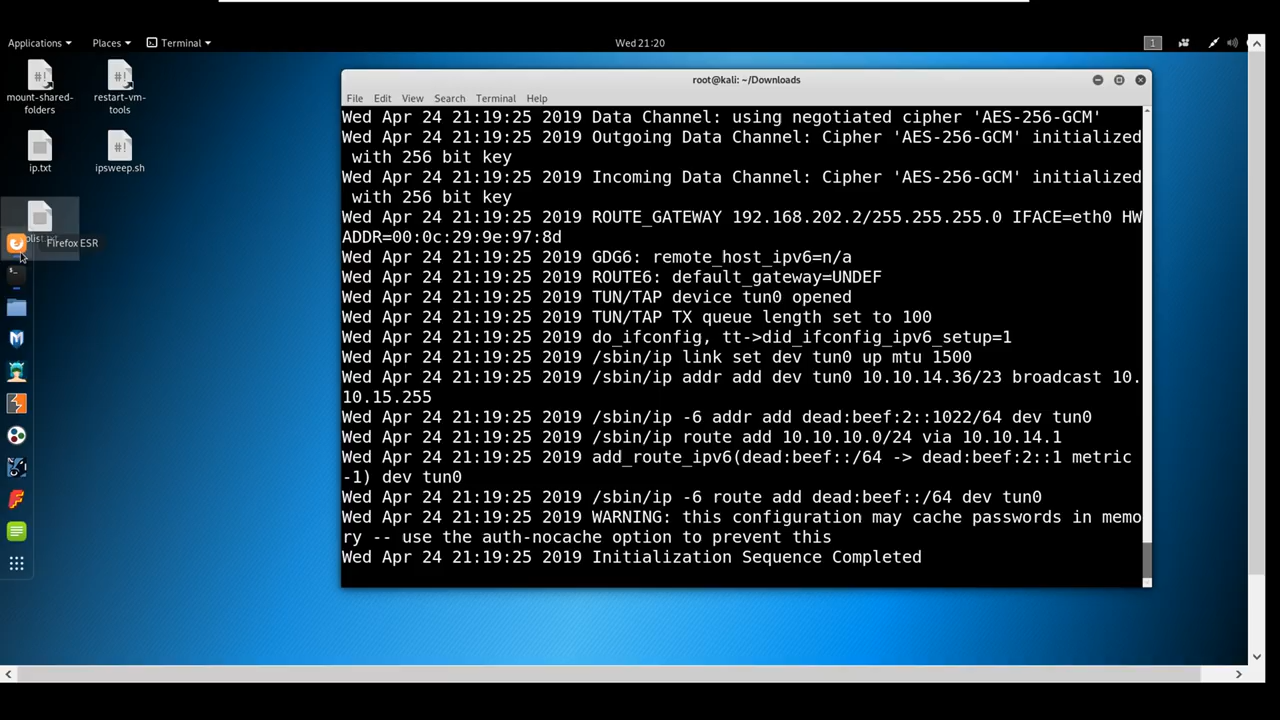 Applications
Places
Terminal
Wed 21:20
1
mount-shared-
folders
restart-vm-
tools
ip.txt
ipsweep.sh
Firefox ESR
root@kali: ~/Downloads
File Edit View Search Terminal Help
Wed Apr 24 21:19:25 2019 Data Channel: using negotiated cipher 'AES-256-GCM'
Wed Apr 24 21:19:25 2019 Outgoing Data Channel: Cipher 'AES-256-GCM' initialized
with 256 bit key
Wed Apr 24 21:19:25 2019 Incoming Data Channel: Cipher 'AES-256-GCM' initialized
with 256 bit key
Wed Apr 24 21:19:25 2019 ROUTE_GATEWAY 192.168.202.2/255.255.255.0 IFACE=eth0 HW
ADDR=00:0c:29:9e:97:8d
Wed Apr 24 21:19:25 2019 GDG6: remote_host_ipv6=n/a
Wed Apr 24 21:19:25 2019 ROUTE6: default_gateway=UNDEF
Wed Apr 24 21:19:25 2019 TUN/TAP device tun0 opened
Wed Apr 24 21:19:25 2019 TUN/TAP TX queue length set to 100
Wed Apr 24 21:19:25 2019 do_ifconfig, tt->did_ifconfig_ipv6_setup=1
Wed Apr 24 21:19:25 2019 /sbin/ip link set dev tun0 up mtu 1500
Wed Apr 24 21:19:25 2019 /sbin/ip addr add dev tun0 10.10.14.36/23 broadcast 10.
10.15.255
Wed Apr 24 21:19:25 2019 /sbin/ip -6 addr add dead:beef:2::1022/64 dev tun0
Wed Apr 24 21:19:25 2019 /sbin/ip route add 10.10.10.0/24 via 10.10.14.1
Wed Apr 24 21:19:25 2019 add_route_ipv6(dead:beef::/64 -> dead:beef:2::1 metric
-1) dev tun0
Wed Apr 24 21:19:25 2019 /sbin/ip -6 route add dead:beef::/64 dev tun0
Wed Apr 24 21:19:25 2019 WARNING: this configuration may cache passwords in memo
ry -- use the auth-nocache option to prevent this
Wed Apr 24 21:19:25 2019 Initialization Sequence Completed